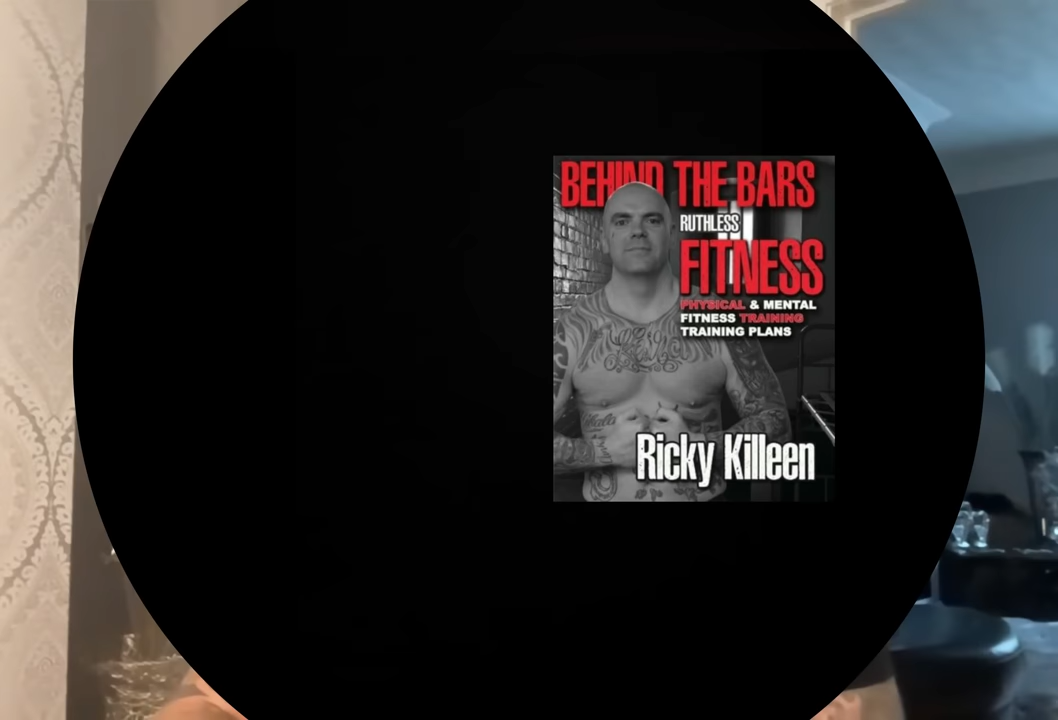 BEHIND THE BARS
RUTHLESS
FITNESS
PHYSICAL & MENTAL
FITNESS TRAINING
TRAINING PLANS
Ricky Killeen